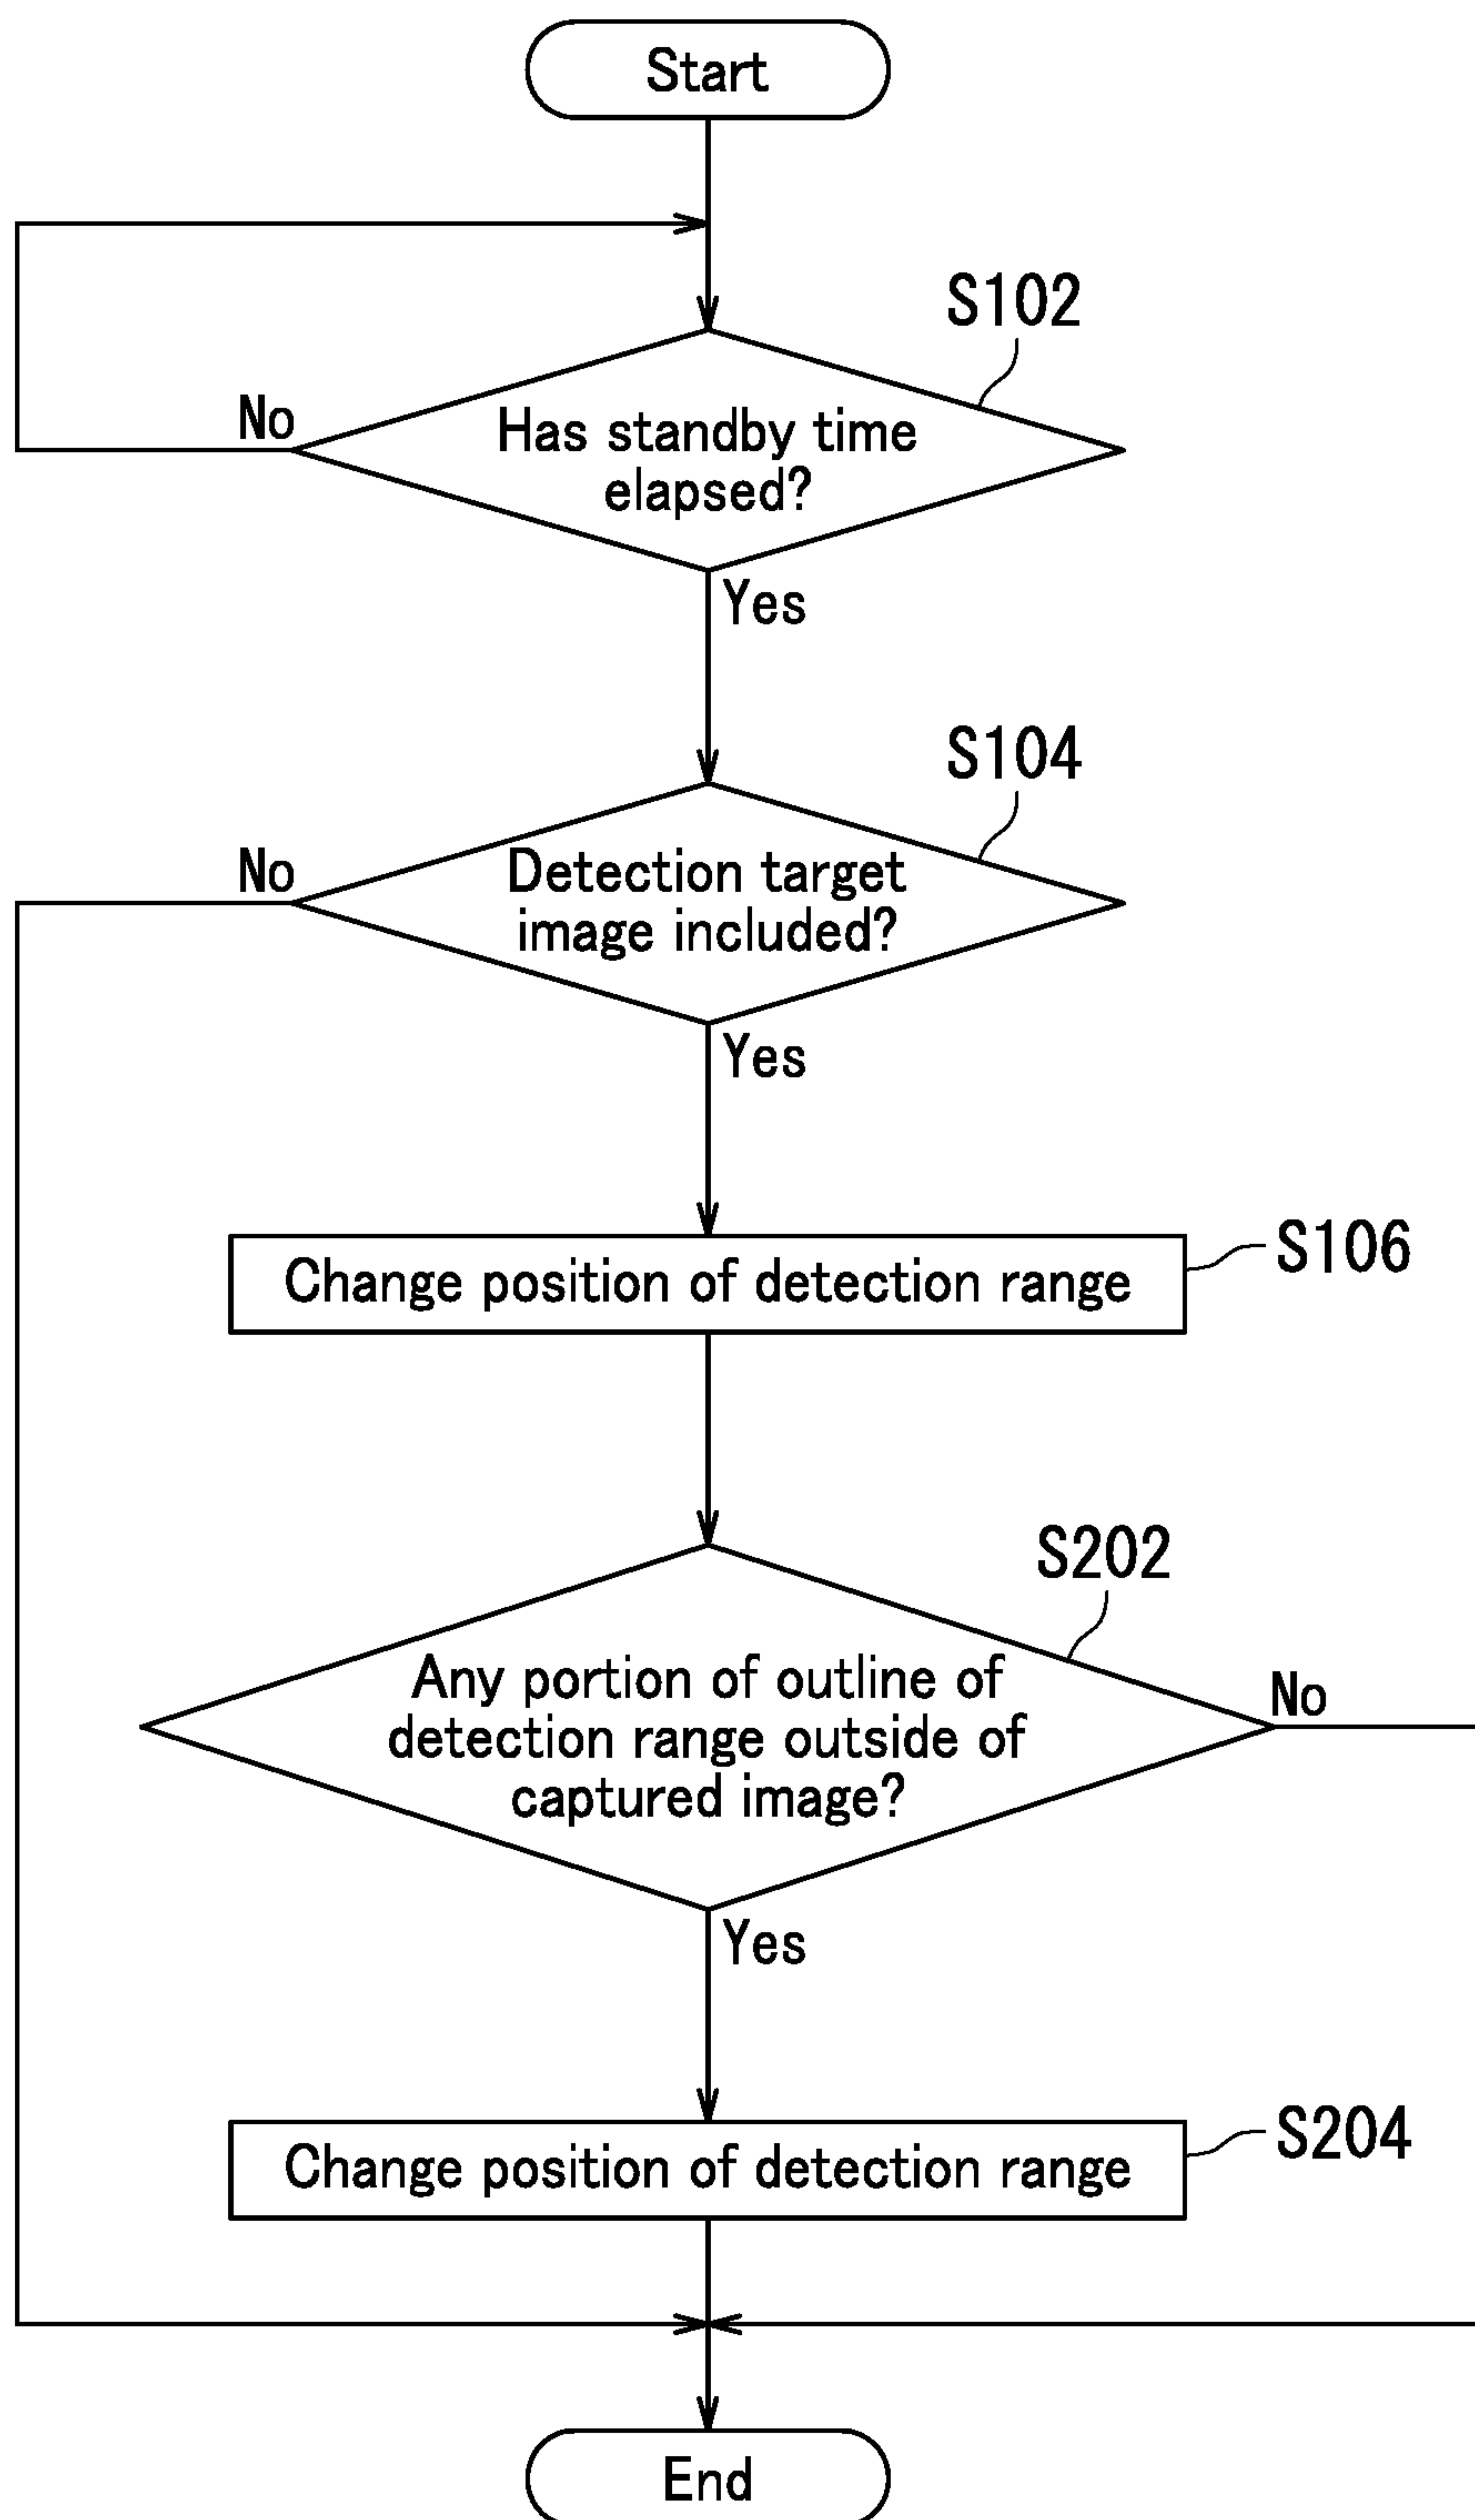 Start
S102
No
Has standby time
elapsed?
Yes
S104
No
Detection target
image included?
Yes
Change position of detection range
S106
S202
Any portion of outline of
detection range outside of
captured image?
No
Yes
Change position of detection range
S204
End